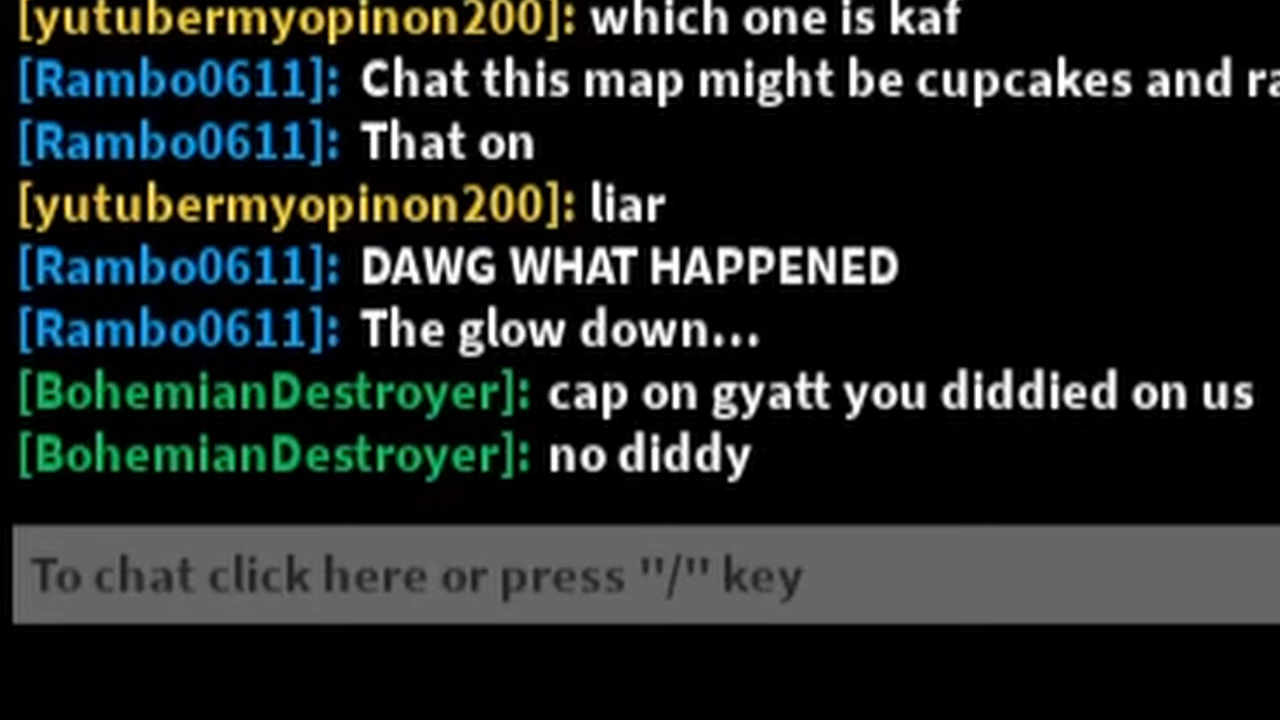 [yutubermyopinon200]: which one is kaf
[Rambo0611]: Chat this map might be cupcakes and
[Rambo0611]: That on
[yutubermyopinon200]: liar
[Rambo0611]: DAWG WHAT HAPPENED
[Rambo0611]: The glow down...
[BohemianDestroyer]: cap on gyatt you diddied on us
[BohemianDestroyer]: no diddy
To chat click here or press "/" key